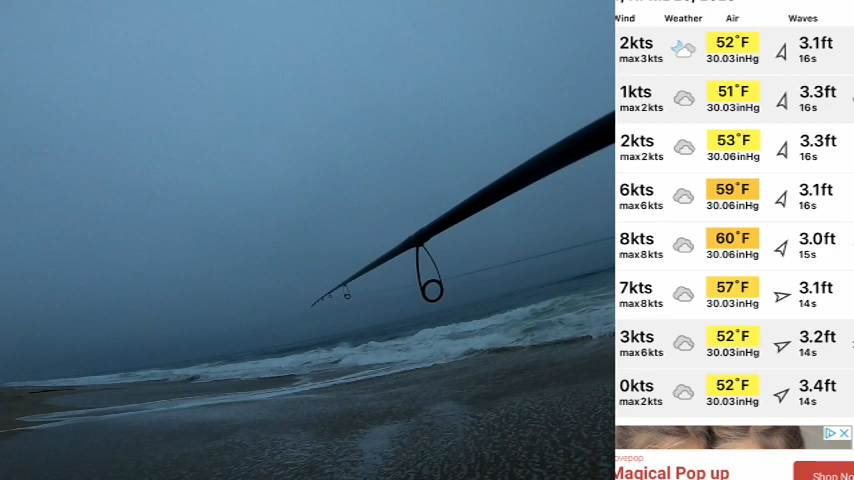 Wind Weather Air Waves
2kts 52°F 3.1ft
max3kts 30.03inHg 16s
1kts 51°F 3.3ft
max2kts 30.03inHg 16s
2kts 53°F 3.3ft
max2kts 30.06inHg 16s
6kts 59°F 3.1ft
max6kts 30.06inHg 16s
8kts 60°F 3.0ft
max8kts 30.06inHg 15s
7kts 57°F 3.1ft
max8kts 30.03inHg 14s
3kts 52°F 3.2ft
max6kts 30.03inHg 14s
0kts 52°F 3.4ft
max2kts 30.03inHg 14s
ovepop
Magical Pop up
Shop No